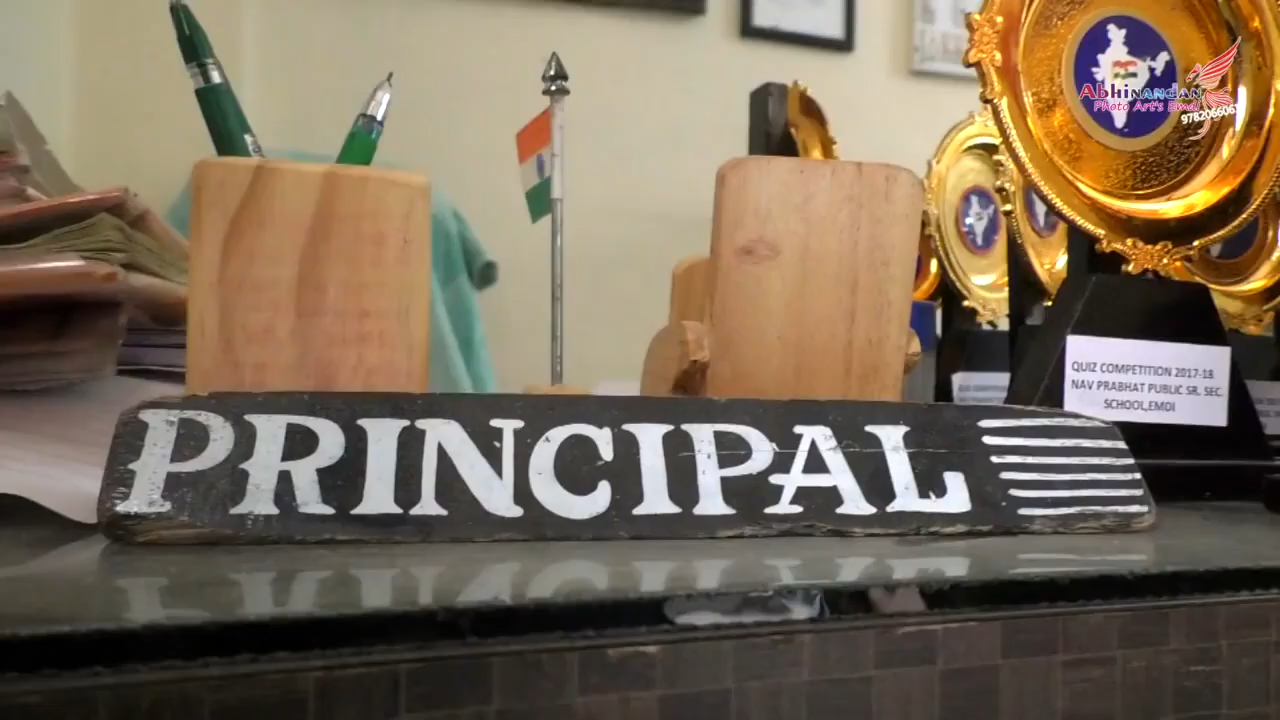 Abhinandan
Photo Art's Emdi
9782066061
QUIZ COMPETITION 2017-18
NAV PRABHAT PUBLIC SR. SEC.
SCHOOL,EMDI
PRINCIPAL